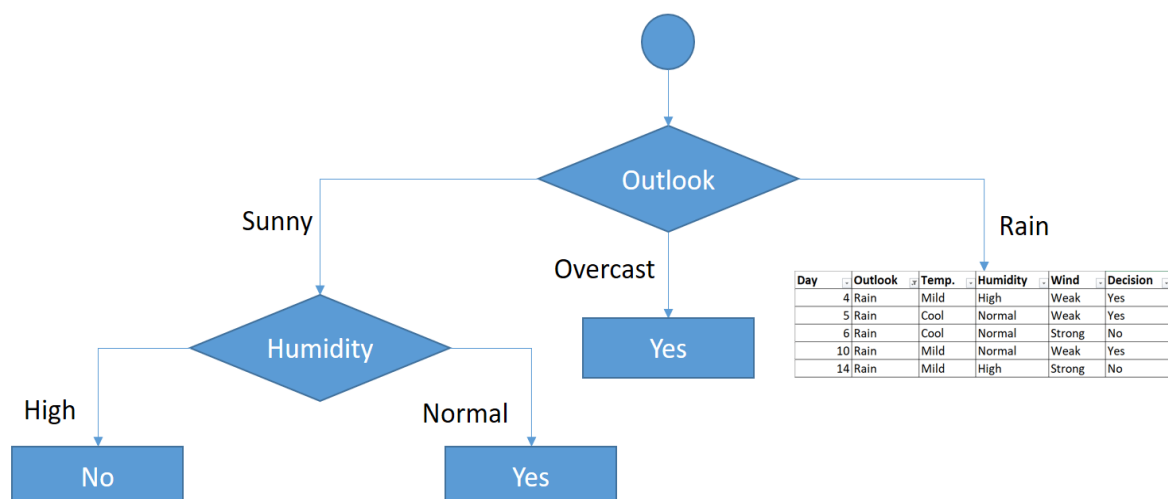 Outlook
Sunny
Overcast
Rain
Day Outlook Temp. Humidity Wind Decision
4 Rain Mild High Weak Yes
5 Rain Cool Normal Weak Yes
6 Rain Cool Normal Strong No
10 Rain Mild Normal Weak Yes
14 Rain Mild High Strong No
Humidity
Yes
High
Normal
No
Yes